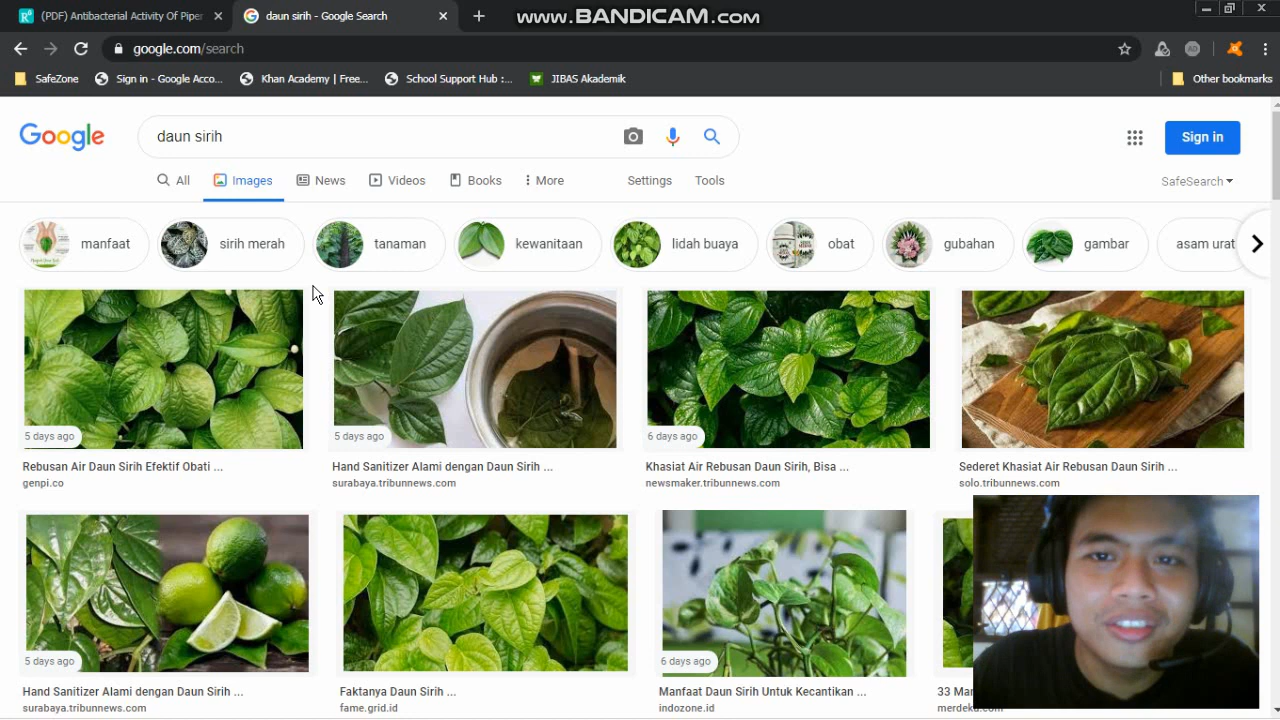 (PDF) Antibacterial Activity Of Piper
daun sirih - Google Search
www.BANDICAM.com
google.com/search
SafeZone
Sign in - Google Acco...
Khan Academy | Free...
School Support Hub :...
JIBAS Akademik
Other bookmarks
Google
daun sirih
Sign in
All
Images
News
Videos
Books
More
Settings
Tools
SafeSearch
manfaat
sirih merah
tanaman
kewanitaan
lidah buaya
obat
gubahan
gambar
asam urat
5 days ago
5 days ago
6 days ago
Rebusan Air Daun Sirih Efektif Obati ...
Hand Sanitizer Alami dengan Daun Sirih ...
Khasiat Air Rebusan Daun Sirih, Bisa ...
Sederet Khasiat Air Rebusan Daun Sirih ...
genpi.co
surabaya.tribunnews.com
newsmaker.tribunnews.com
solo.tribunnews.com
5 days ago
6 days ago
Hand Sanitizer Alami dengan Daun Sirih ...
Faktanya Daun Sirih ...
Manfaat Daun Sirih Untuk Kecantikan ...
33 Man
surabaya.tribunnews.com
fame.grid.id
indozone.id
merdeka.com